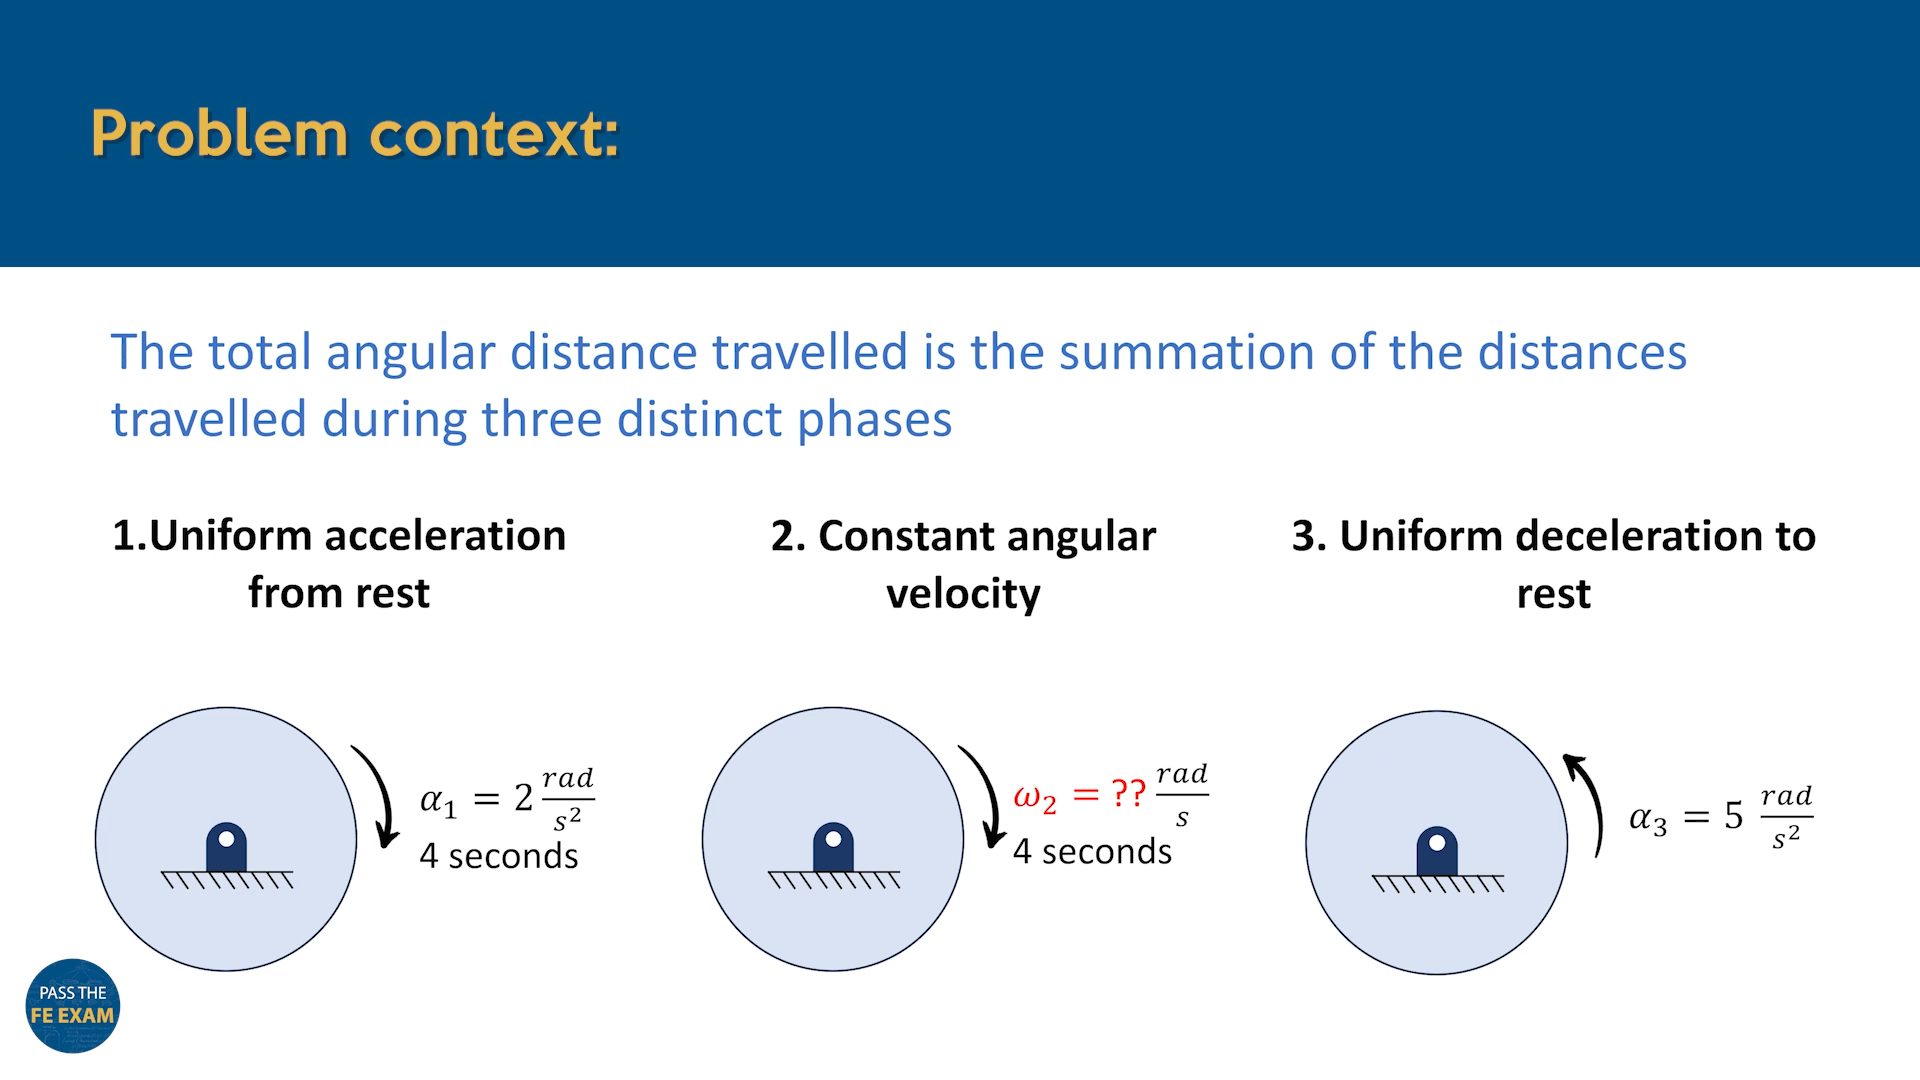 Problem context:
The total angular distance travelled is the summation of the distances
travelled during three distinct phases
1.Uniform acceleration
from rest
2. Constant angular
velocity
3. Uniform deceleration to
rest
α₁ = 2 rad/s²
4 seconds
ω₂ = ?? rad/s
4 seconds
α₃ = 5 rad/s²
PASS THE
FE EXAM